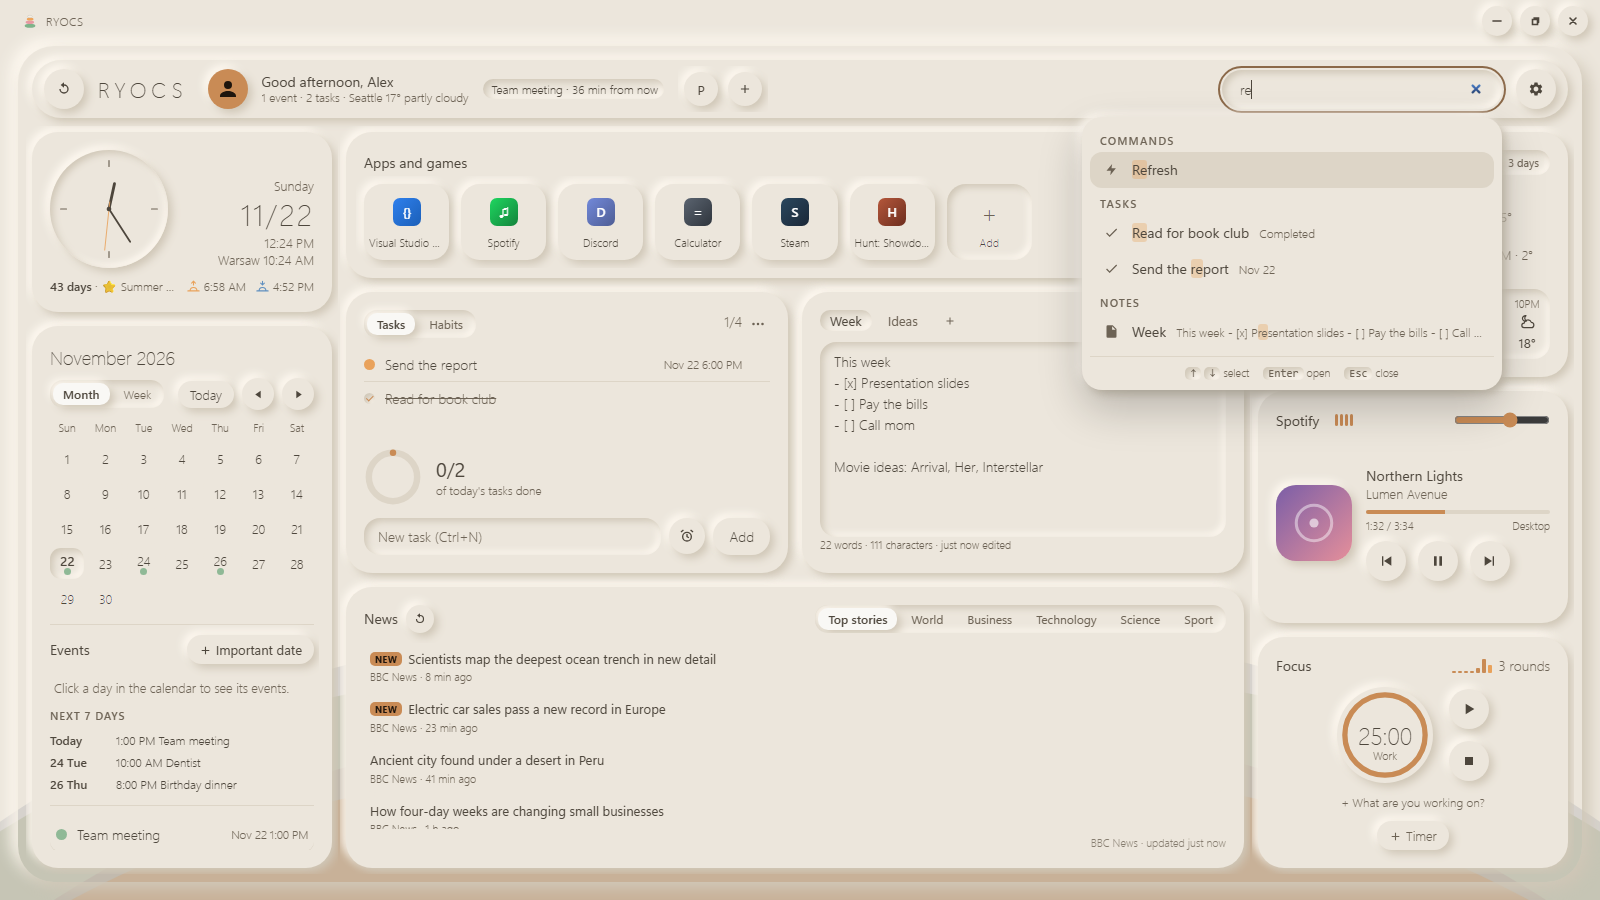 RYOCS
RYOCS
Good afternoon, Alex
1 event · 2 tasks · Seattle 17° partly cloudy
Team meeting · 36 min from now
P
+
re
COMMANDS
Refresh
TASKS
Read for book club Completed
Send the report Nov 22
NOTES
Week This week - [x] Presentation slides - [ ] Pay the bills - [ ] Call ...
↑ ↓ select Enter open Esc close
3 days
M · 2°
10PM
18°
Sunday
11/22
12:24 PM
Warsaw 10:24 AM
43 days · Summer ... 6:58 AM 4:52 PM
Apps and games
{} D = S H +
Visual Studio ... Spotify Discord Calculator Steam Hunt: Showdo... Add
November 2026
Month Week Today
Sun Mon Tue Wed Thu Fri Sat
1 2 3 4 5 6 7
8 9 10 11 12 13 14
15 16 17 18 19 20 21
22 23 24 25 26 27 28
29 30
Events + Important date
Click a day in the calendar to see its events.
NEXT 7 DAYS
Today 1:00 PM Team meeting
24 Tue 10:00 AM Dentist
26 Thu 8:00 PM Birthday dinner
Team meeting Nov 22 1:00 PM
Tasks Habits 1/4 ...
Send the report Nov 22 6:00 PM
Read for book club
0/2
of today's tasks done
New task (Ctrl+N) Add
Week Ideas +
This week
- [x] Presentation slides
- [ ] Pay the bills
- [ ] Call mom
Movie ideas: Arrival, Her, Interstellar
22 words · 111 characters · just now edited
News
Top stories World Business Technology Science Sport
NEW Scientists map the deepest ocean trench in new detail
BBC News · 8 min ago
NEW Electric car sales pass a new record in Europe
BBC News · 23 min ago
Ancient city found under a desert in Peru
BBC News · 41 min ago
How four-day weeks are changing small businesses
BBC News · 1 h ago
BBC News · updated just now
Spotify
Northern Lights
Lumen Avenue
1:32 / 3:34 Desktop
Focus 3 rounds
25:00
Work
+ What are you working on?
+ Timer